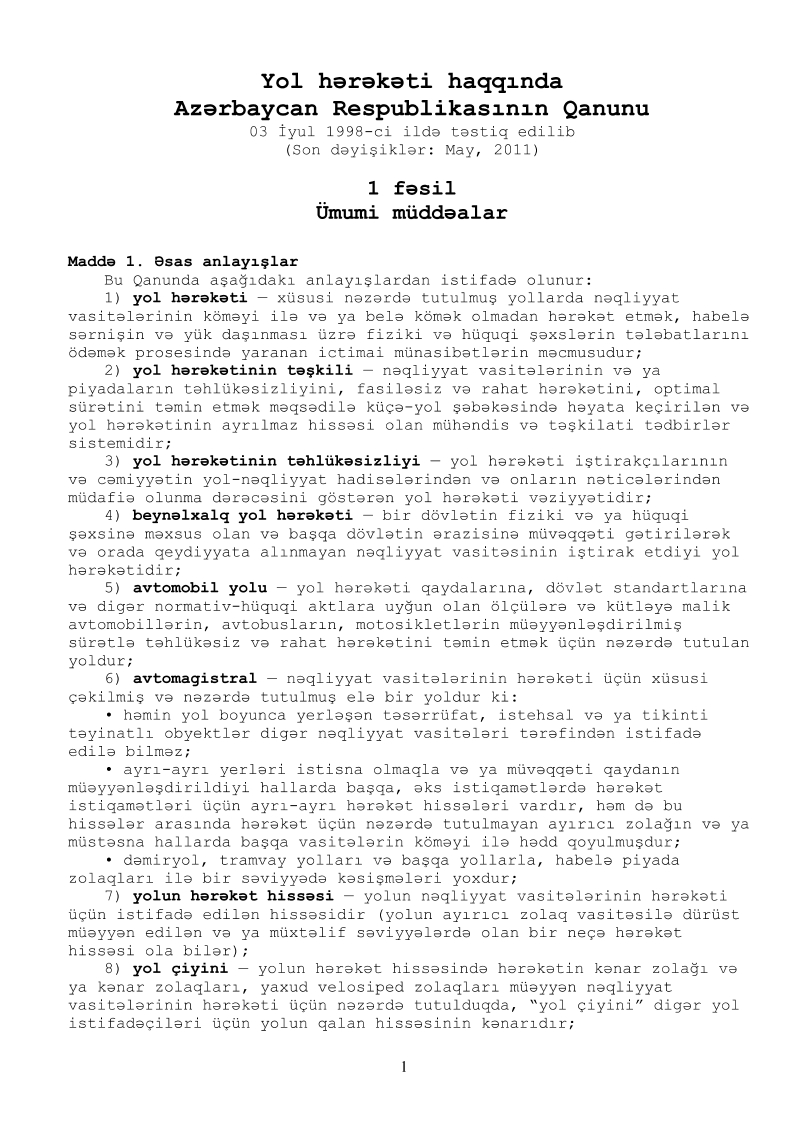 Yol hərəkəti haqqında
Azərbaycan Respublikasının Qanunu
03 İyul 1998-ci ildə təstiq edilib
(Son dəyişiklər: May, 2011)
1 fəsil
Ümumi müddəalar
Maddə 1. Əsas anlayışlar
Bu Qanunda aşağıdakı anlayışlardan istifadə olunur:
1) yol hərəkəti — xüsusi nəzərdə tutulmuş yollarda nəqliyyat
vasitələrinin köməyi ilə və ya belə kömək olmadan hərəkət etmək, habelə
sərnişin və yük daşınması üzrə fiziki və hüquqi şəxslərin tələbatlarını
ödəmək prosesində yaranan ictimai münasibətlərin məcmusudur;
2) yol hərəkətinin təşkili — nəqliyyat vasitələrinin və ya
piyadaların təhlükəsizliyini, fasiləsiz və rahat hərəkətini, optimal
sürətini təmin etmək məqsədilə küçə-yol şəbəkəsində həyata keçirilən və
yol hərəkətinin ayrılmaz hissəsi olan mühəndis və təşkilati tədbirlər
sistemidir;
3) yol hərəkətinin təhlükəsizliyi — yol hərəkəti iştirakçılarının
və cəmiyyətin yol-nəqliyyat hadisələrindən və onların nəticələrindən
müdafiə olunma dərəcəsini göstərən yol hərəkəti vəziyyətidir;
4) beynəlxalq yol hərəkəti — bir dövlətin fiziki və ya hüquqi
şəxsinə məxsus olan və başqa dövlətin ərazisinə müvəqqəti gətirilərək
və orada qeydiyyata alınmayan nəqliyyat vasitəsinin iştirak etdiyi yol
hərəkətidir;
5) avtomobil yolu — yol hərəkəti qaydalarına, dövlət standartlarına
və digər normativ-hüquqi aktlara uyğun olan ölçülərə və kütləyə malik
avtomobillərin, avtobusların, motosikletlərin müəyyənləşdirilmiş
sürətlə təhlükəsiz və rahat hərəkətini təmin etmək üçün nəzərdə tutulan
yoldur;
6) avtomagistral — nəqliyyat vasitələrinin hərəkəti üçün xüsusi
çəkilmiş və nəzərdə tutulmuş elə bir yoldur ki:
• həmin yol boyunca yerləşən təsərrüfat, istehsal və ya tikinti
təyinatlı obyektlər digər nəqliyyat vasitələri tərəfindən istifadə
edilə bilməz;
• ayrı-ayrı yerləri istisna olmaqla və ya müvəqqəti qaydanın
müəyyənləşdirildiyi hallarda başqa, əks istiqamətlərdə hərəkət
istiqamətləri üçün ayrı-ayrı hərəkət hissələri vardır, həm də bu
hissələr arasında hərəkət üçün nəzərdə tutulmayan ayırıcı zolağın və ya
müstəsna hallarda başqa vasitələrin köməyi ilə hədd qoyulmuşdur;
• dəmiryol, tramvay yolları və başqa yollarla, habelə piyada
zolaqları ilə bir səviyyədə kəsişmələri yoxdur;
7) yolun hərəkət hissəsi — yolun nəqliyyat vasitələrinin hərəkəti
üçün istifadə edilən hissəsidir (yolun ayırıcı zolaq vasitəsilə dürüst
müəyyən edilən və ya müxtəlif səviyyələrdə olan bir neçə hərəkət
hissəsi ola bilər);
8) yol çiyini — yolun hərəkət hissəsində hərəkətin kənar zolağı və
ya kənar zolaqları, yaxud velosiped zolaqları müəyyən nəqliyyat
vasitələrinin hərəkəti üçün nəzərdə tutulduqda, “yol çiyini” digər yol
istifadəçiləri üçün yolun qalan hissəsinin kənarıdır;
1